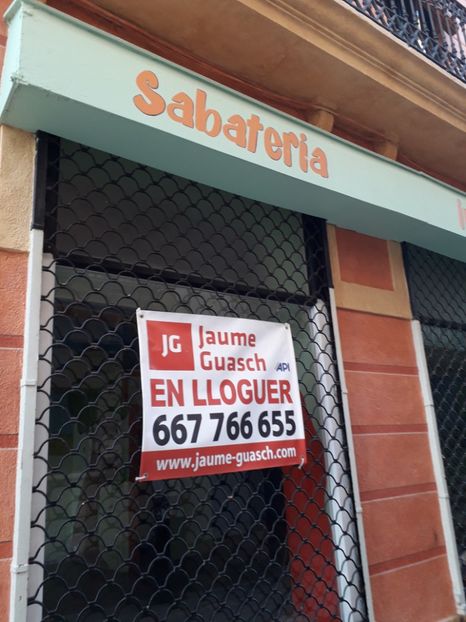 Sabateria
JG Jaume
Guasch API
EN LLOGUER
667 766 655
www.jaume-guasch.com